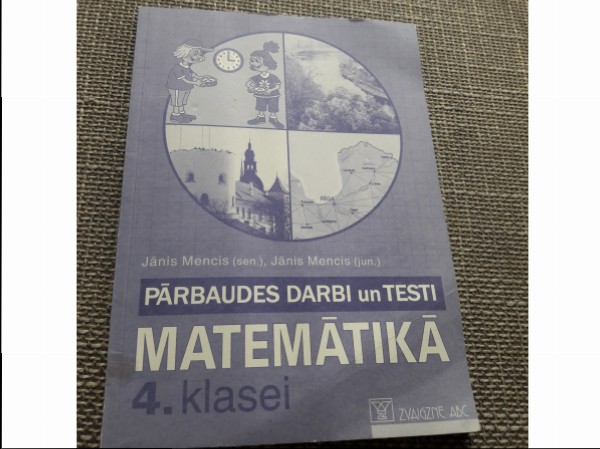 Jānis Mencis (sen.), Jānis Mencis (jun.)
PĀRBAUDES DARBI un TESTI
MATEMĀTIKĀ
4. klasei
ZVAIGZNE ABC